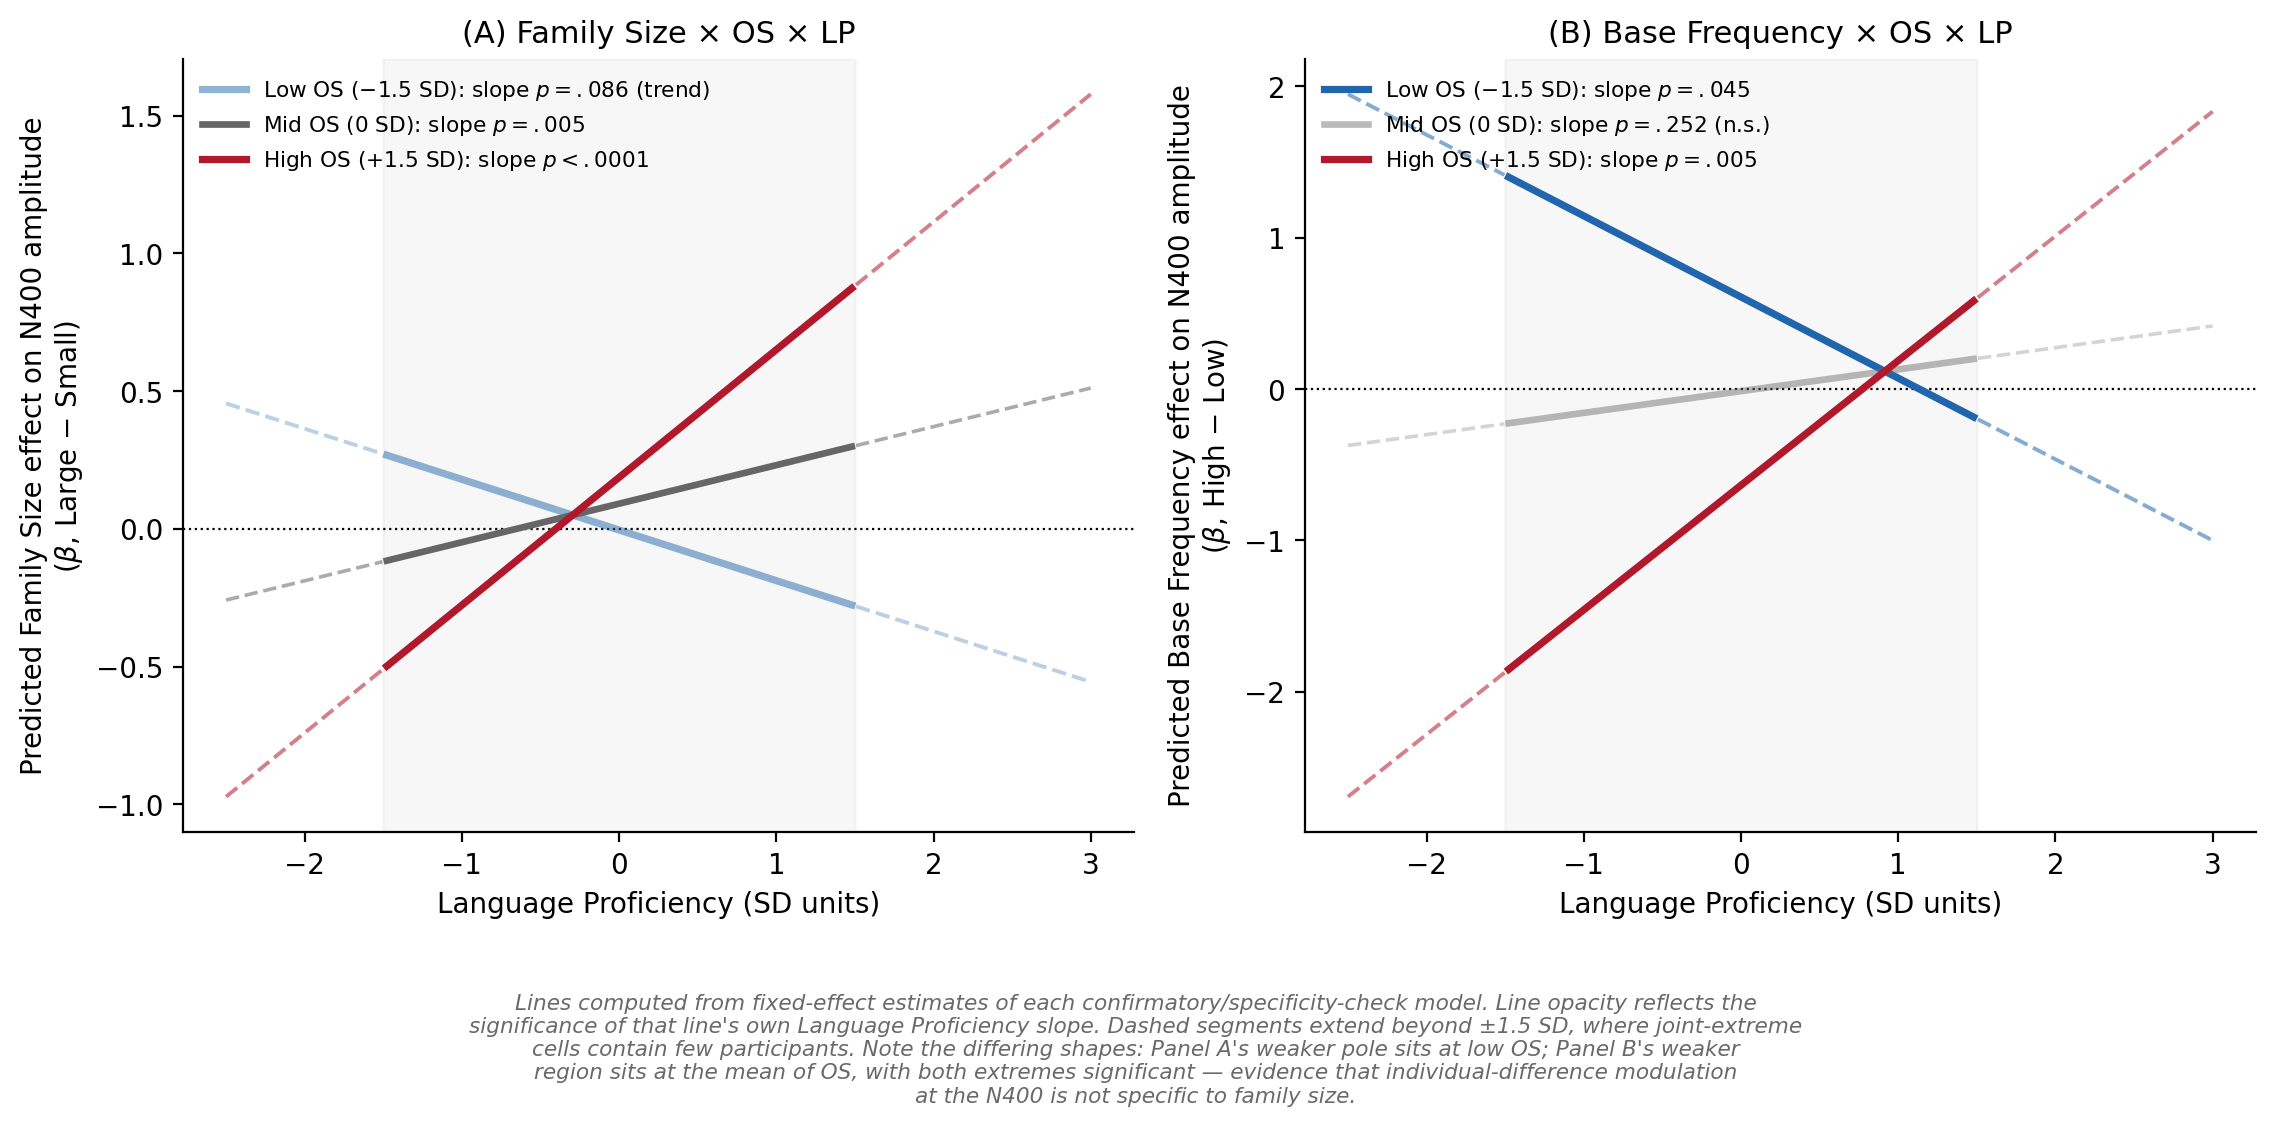 (A) Family Size × OS × LP
Low OS (−1.5 SD): slope p = .086 (trend)
Mid OS (0 SD): slope p = .005
High OS (+1.5 SD): slope p < .0001
Predicted Family Size effect on N400 amplitude
(β, Large − Small)
1.5
1.0
0.5
0.0
−0.5
−1.0
−2
−1
0
1
2
3
Language Proficiency (SD units)
(B) Base Frequency × OS × LP
Low OS (−1.5 SD): slope p = .045
Mid OS (0 SD): slope p = .252 (n.s.)
High OS (+1.5 SD): slope p = .005
Predicted Base Frequency effect on N400 amplitude
(β, High − Low)
2
1
0
−1
−2
−2
−1
0
1
2
3
Language Proficiency (SD units)
Lines computed from fixed-effect estimates of each confirmatory/specificity-check model. Line opacity reflects the
significance of that line's own Language Proficiency slope. Dashed segments extend beyond ±1.5 SD, where joint-extreme
cells contain few participants. Note the differing shapes: Panel A's weaker pole sits at low OS; Panel B's weaker
region sits at the mean of OS, with both extremes significant — evidence that individual-difference modulation
at the N400 is not specific to family size.